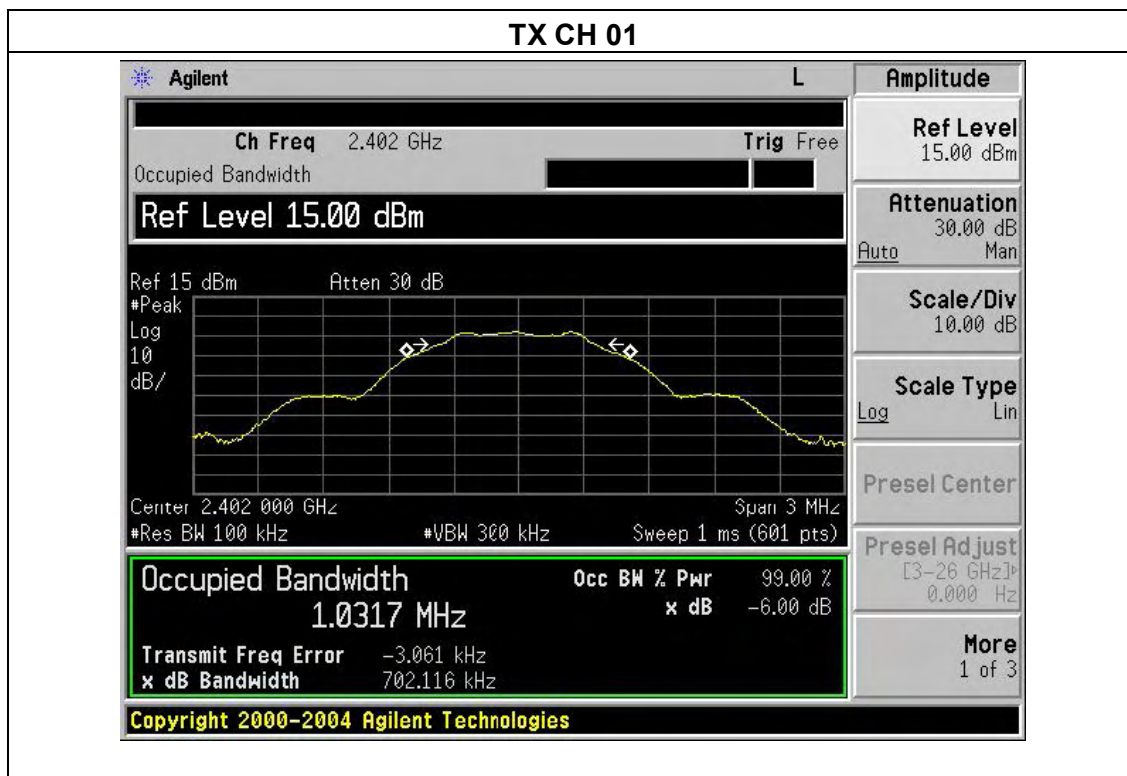 TX CH 01
Agilent L
Ch Freq 2.402 GHz Trig Free
Occupied Bandwidth
Ref Level 15.00 dBm
Ref 15 dBm Atten 30 dB
#Peak
Log
10
dB/
Center 2.402 000 GHz Span 3 MHz
#Res BW 100 kHz #VBW 300 kHz Sweep 1 ms (601 pts)
Occupied Bandwidth
1.0317 MHz
Occ BW % Pwr 99.00 %
x dB -6.00 dB
Transmit Freq Error -3.061 kHz
x dB Bandwidth 702.116 kHz
Copyright 2000-2004 Agilent Technologies
Amplitude
Ref Level
15.00 dBm
Attenuation
30.00 dB
Auto Man
Scale/Div
10.00 dB
Scale Type
Log Lin
Presel Center
Presel Adjust
[3-26 GHz]
0.000 Hz
More
1 of 3